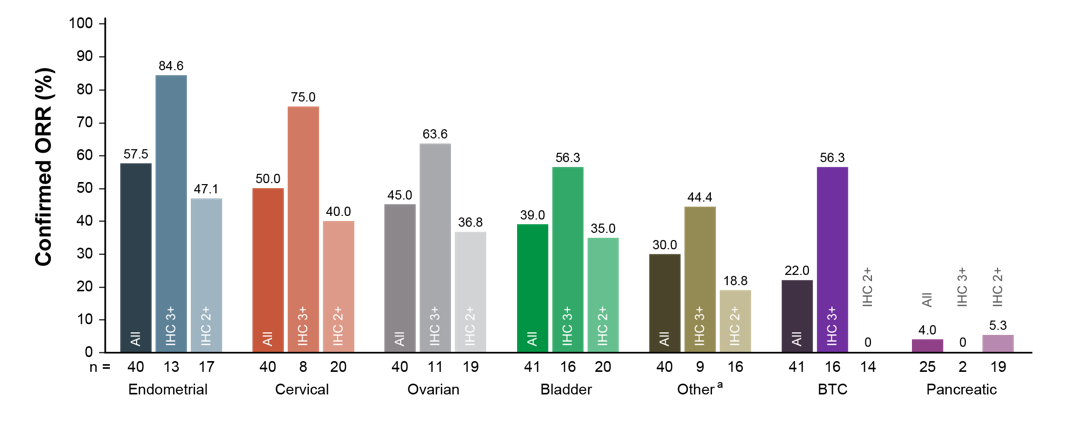 Confirmed ORR (%)
100
90
80
70
60
50
40
30
20
10
0
57.5 84.6 47.1
50.0 75.0 40.0
45.0 63.6 36.8
39.0 56.3 35.0
30.0 44.4 18.8
22.0 56.3 0
4.0 0 5.3
All IHC 3+ IHC 2+
All IHC 3+ IHC 2+
All IHC 3+ IHC 2+
All IHC 3+ IHC 2+
All IHC 3+ IHC 2+
All IHC 3+ IHC 2+
All IHC 3+ IHC 2+
n = 40 13 17 40 8 20 40 11 19 41 16 20 40 9 16 41 16 14 25 2 19
Endometrial Cervical Ovarian Bladder Other a BTC Pancreatic